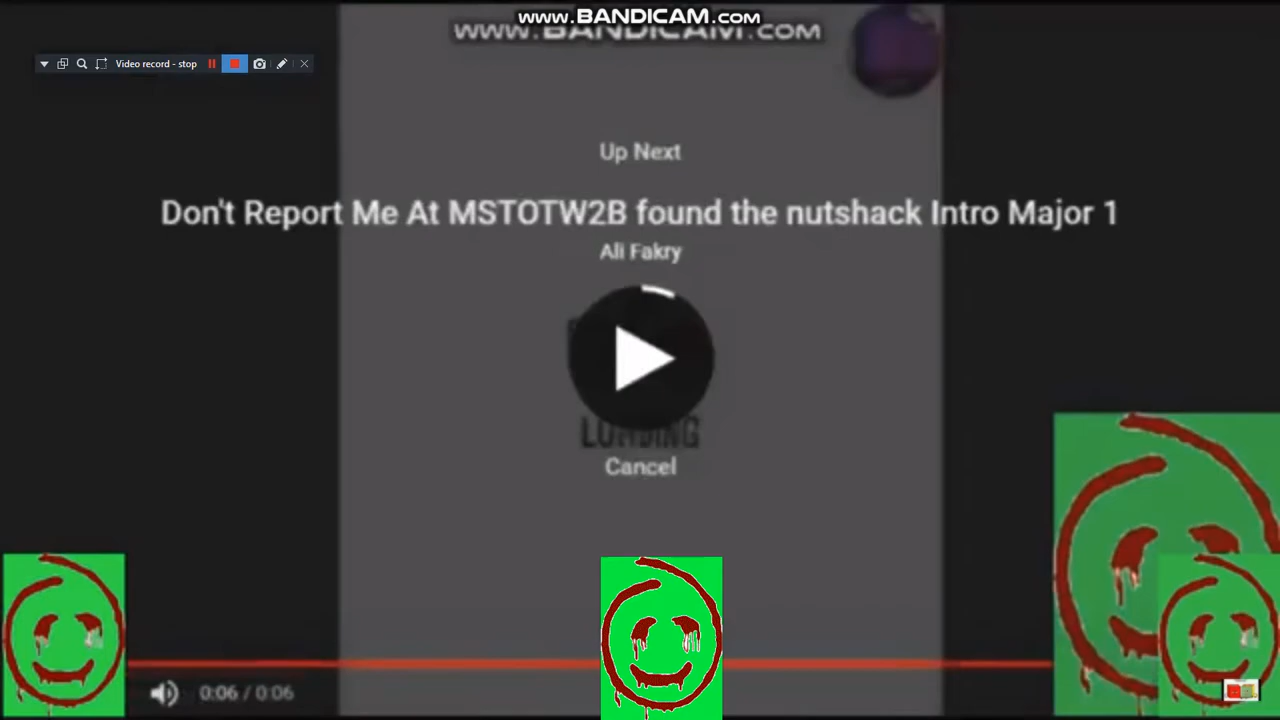 www.BANDICAM.com
www.BANDICAM.com
Video record - stop
Up Next
Don't Report Me At MSTOTW2B found the nutshack Intro Major 1
Ali Fakry
LOADING
Cancel
0:06 / 0:06